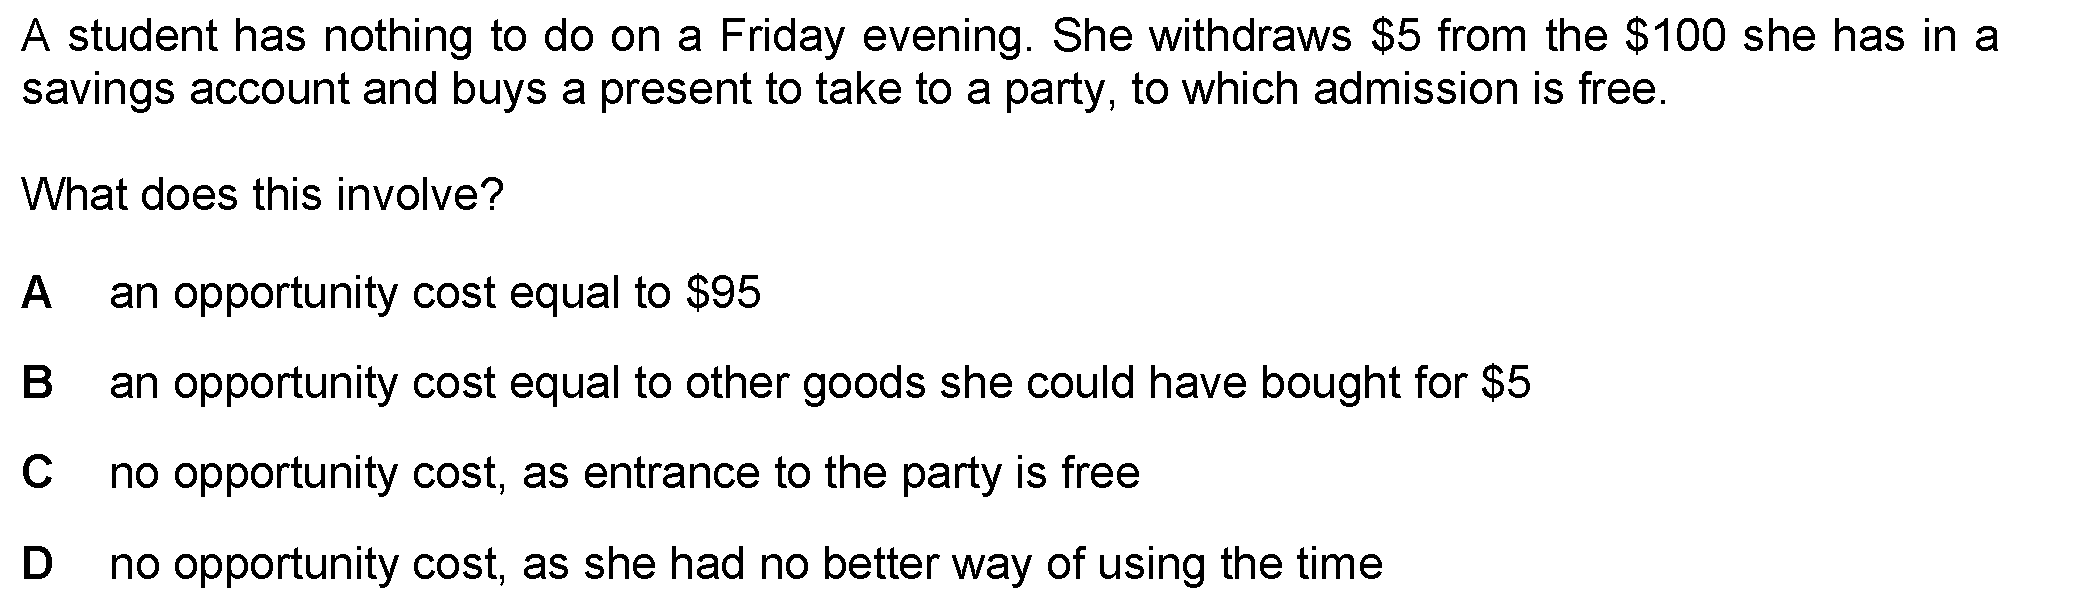 A student has nothing to do on a Friday evening. She withdraws $5 from the $100 she has in a
savings account and buys a present to take to a party, to which admission is free.
What does this involve?
A an opportunity cost equal to $95
B an opportunity cost equal to other goods she could have bought for $5
C no opportunity cost, as entrance to the party is free
D no opportunity cost, as she had no better way of using the time